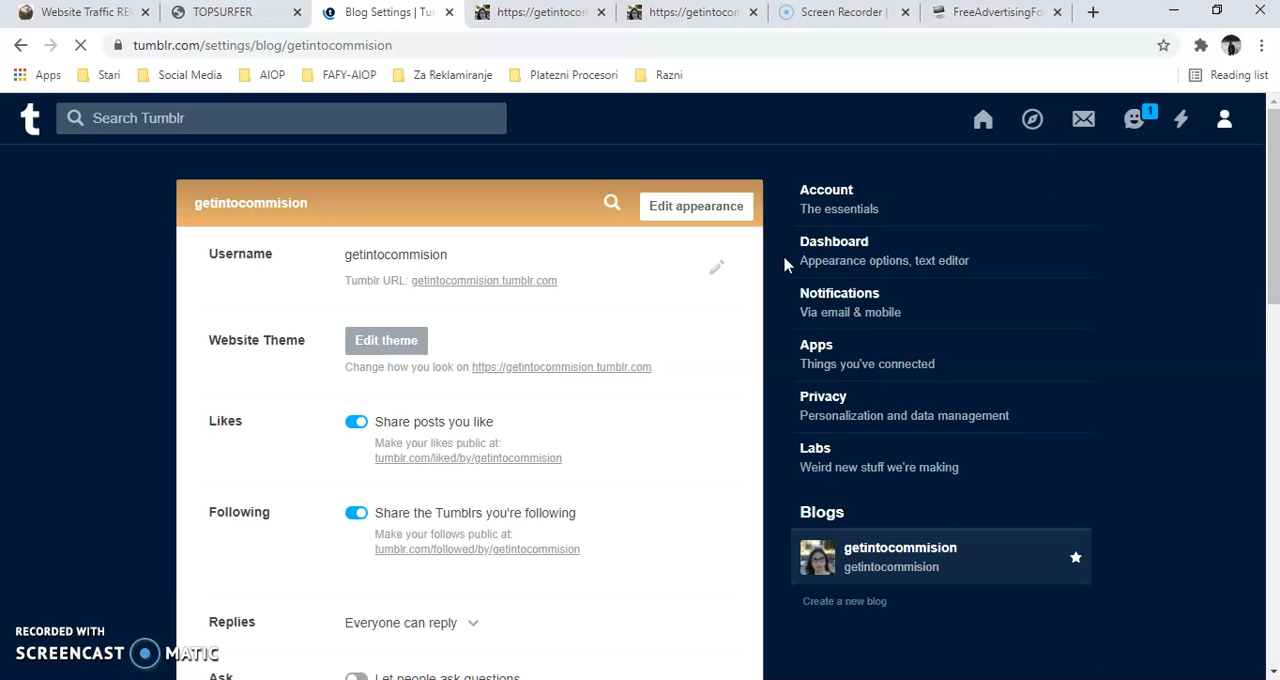 Website Traffic RE
TOPSURFER
Blog Settings | Tu
https://getintocom
https://getintocom
Screen Recorder |
FreeAdvertisingFo
tumblr.com/settings/blog/getintocommision
Apps
Stari
Social Media
AIOP
FAFY-AIOP
Za Reklamiranje
Platezni Procesori
Razni
Reading list
t
Search Tumblr
1
getintocommision
Edit appearance
Username
getintocommision
Tumblr URL: getintocommision.tumblr.com
Website Theme
Edit theme
Change how you look on https://getintocommision.tumblr.com
Likes
Share posts you like
Make your likes public at:
tumblr.com/liked/by/getintocommision
Following
Share the Tumblrs you're following
Make your follows public at:
tumblr.com/followed/by/getintocommision
Replies
Everyone can reply
Ask
Let people ask questions
Account
The essentials
Dashboard
Appearance options, text editor
Notifications
Via email & mobile
Apps
Things you've connected
Privacy
Personalization and data management
Labs
Weird new stuff we're making
Blogs
getintocommision
getintocommision
Create a new blog
RECORDED WITH
SCREENCAST MATIC